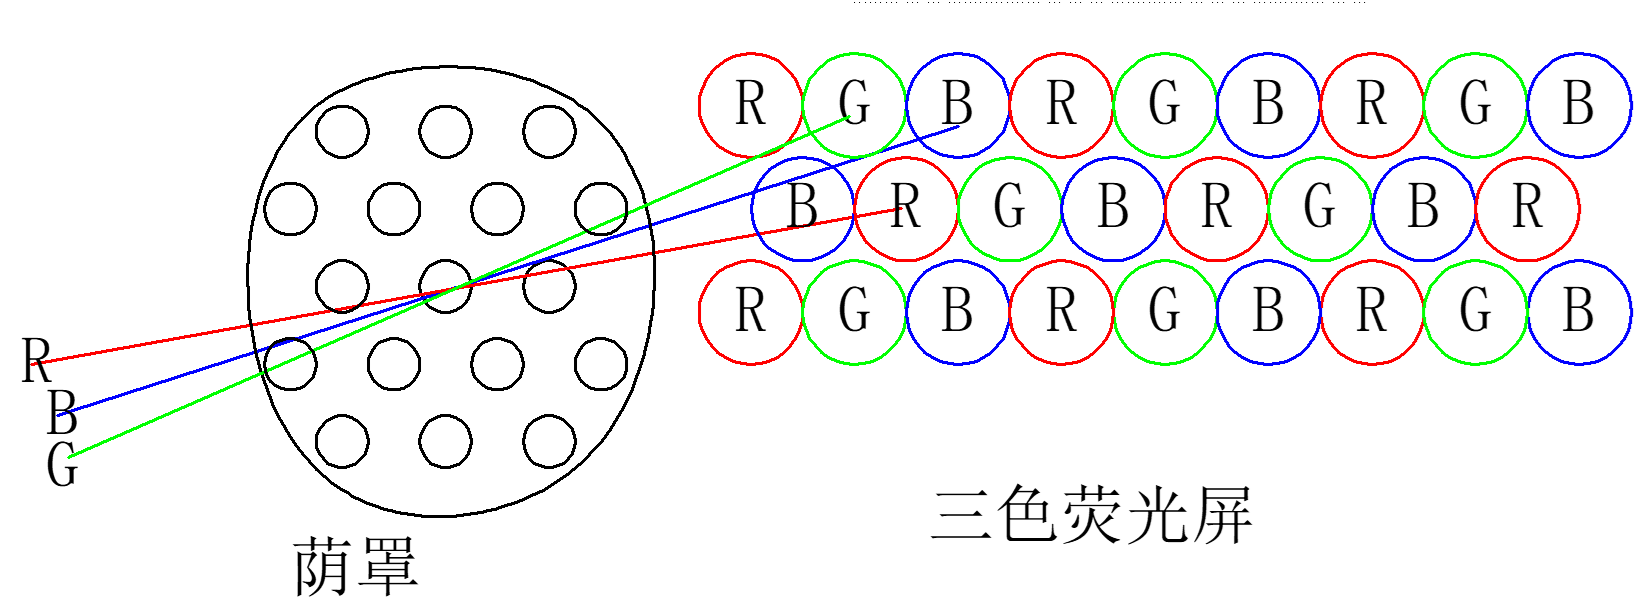 R G B R G B R G B
B R G B R G B R
R G B R G B R G B
R
B
G
三色荧光屏
荫罩